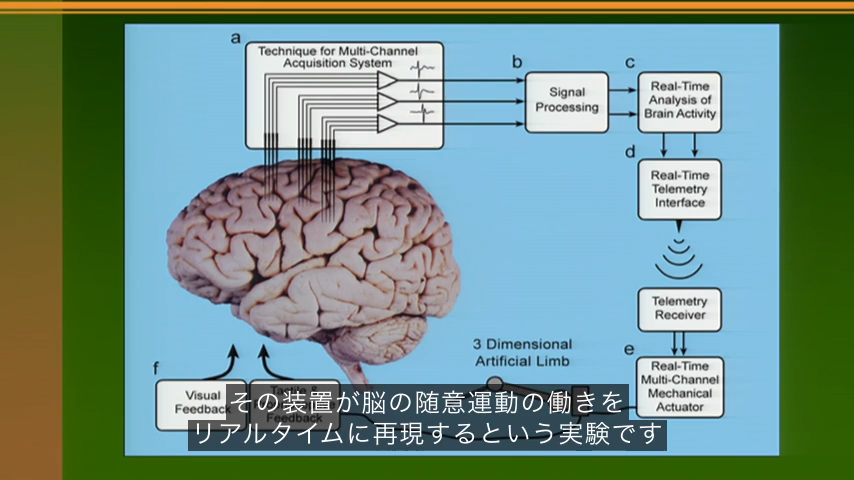 a
Technique for Multi-Channel
Acquisition System
b
Signal
Processing
c
Real-Time
Analysis of
Brain Activity
d
Real-Time
Telemetry
Interface
Telemetry
Receiver
e
Real-Time
Multi-Channel
Mechanical
Actuator
3 Dimensional
Artificial Limb
f
Visual
Feedback
Tactile &
Feedback
その装置が脳の随意運動の働きを
リアルタイムに再現するという実験です